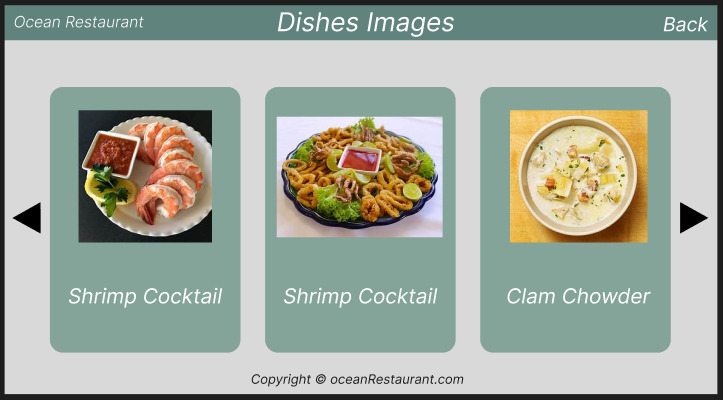 Ocean Restaurant
Dishes Images
Back
Shrimp Cocktail
Shrimp Cocktail
Clam Chowder
Copyright © oceanRestaurant.com